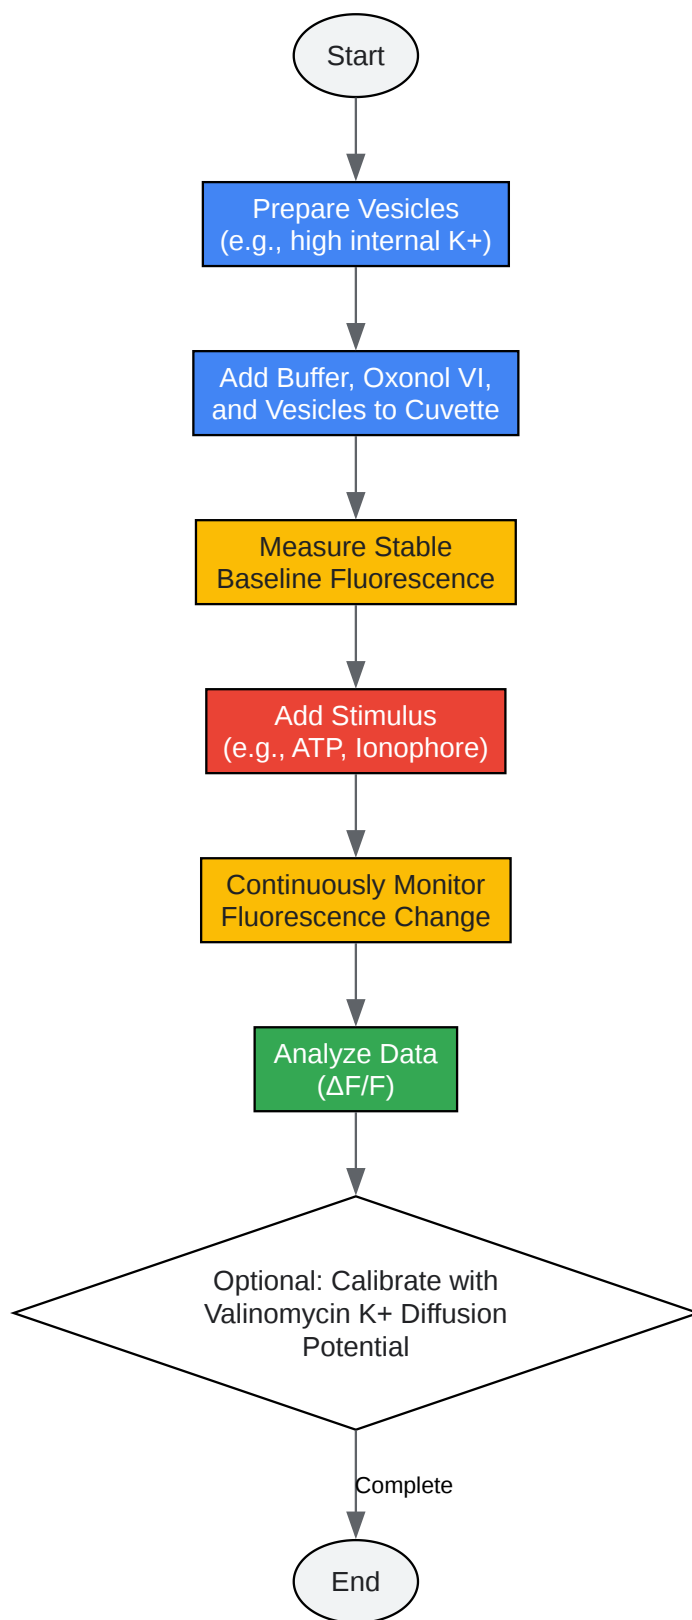 Start
Prepare Vesicles
(e.g., high internal K+)
Add Buffer, Oxonol VI,
and Vesicles to Cuvette
Measure Stable
Baseline Fluorescence
Add Stimulus
(e.g., ATP, Ionophore)
Continuously Monitor
Fluorescence Change
Analyze Data
(ΔF/F)
Optional: Calibrate with
Valinomycin K+ Diffusion
Potential
Complete
End